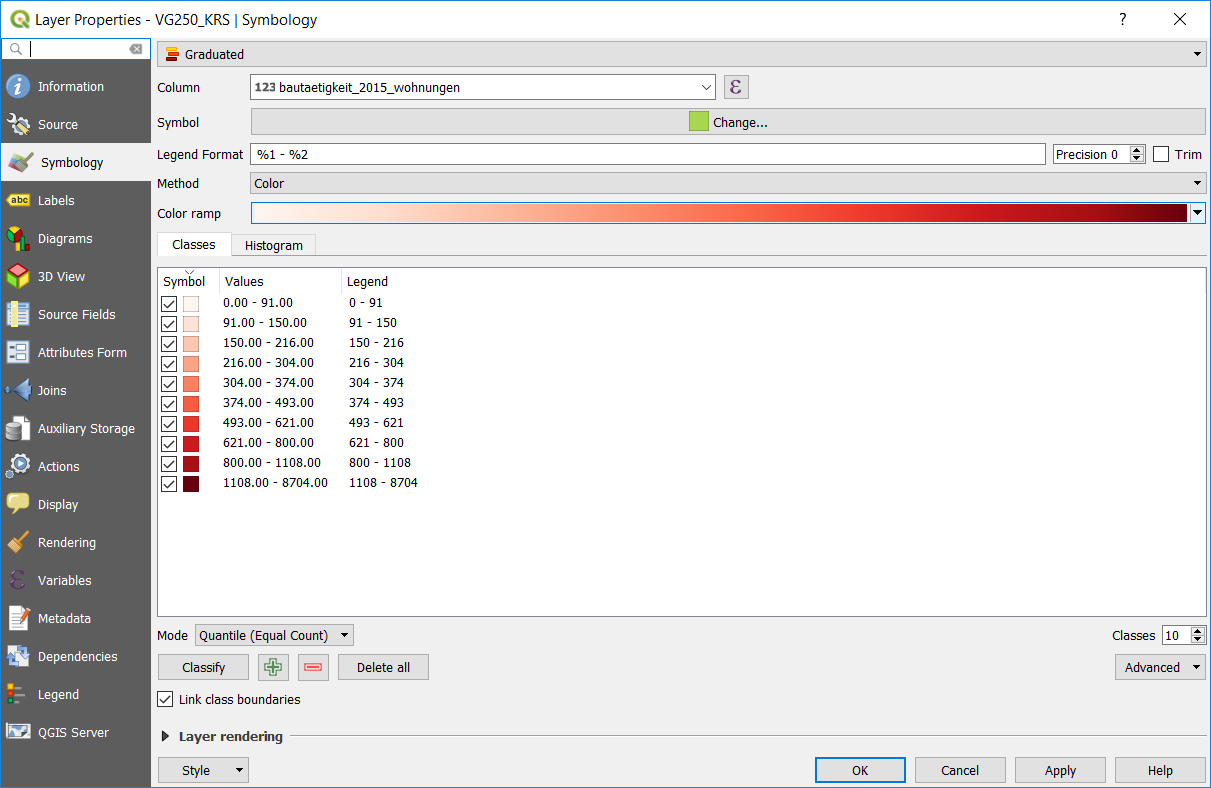 Layer Properties - VG250_KRS | Symbology ?
Graduated
Information
Source
Symbology
abc Labels
Diagrams
3D View
Source Fields
Attributes Form
Joins
Auxiliary Storage
Actions
Display
Rendering
ε Variables
Metadata
Dependencies
Legend
QGIS Server
Column 123 bautaetigkeit_2015_wohnungen ε
Symbol Change...
Legend Format %1 - %2 Precision 0 Trim
Method Color
Color ramp
Classes Histogram
Symbol Values Legend
0.00 - 91.00 0 - 91
91.00 - 150.00 91 - 150
150.00 - 216.00 150 - 216
216.00 - 304.00 216 - 304
304.00 - 374.00 304 - 374
374.00 - 493.00 374 - 493
493.00 - 621.00 493 - 621
621.00 - 800.00 621 - 800
800.00 - 1108.00 800 - 1108
1108.00 - 8704.00 1108 - 8704
Mode Quantile (Equal Count) Classes 10
Classify Delete all Advanced
Link class boundaries
Layer rendering
Style OK Cancel Apply Help